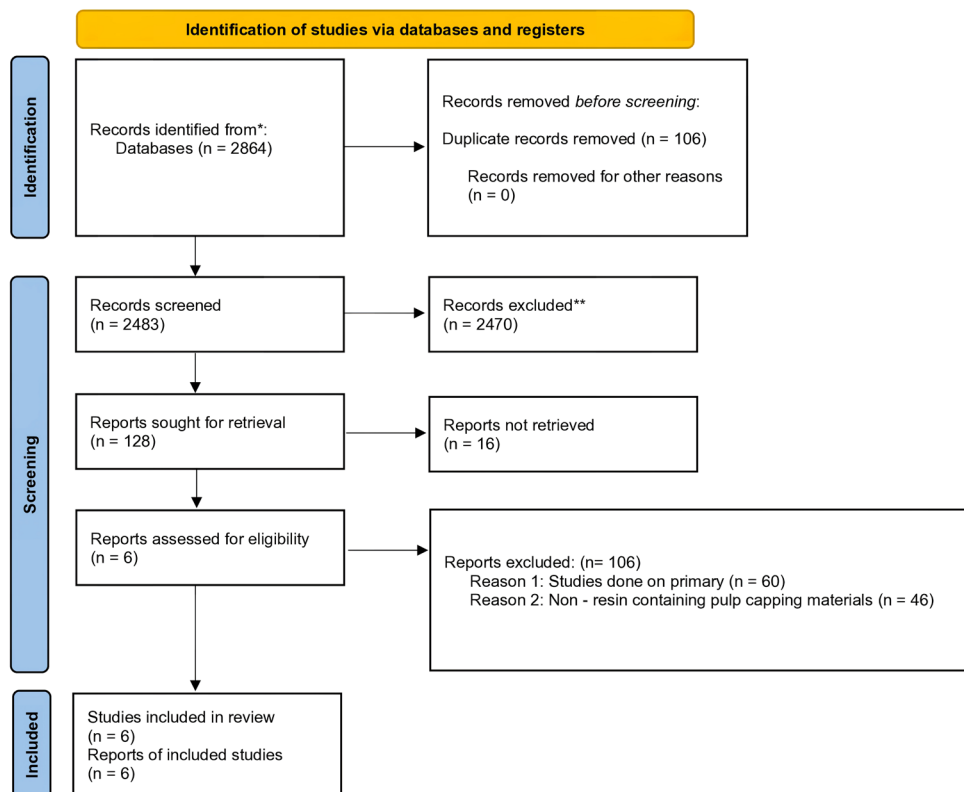 Identification of studies via databases and registers
Identification
Records identified from*:
Databases (n = 2864)
Records removed before screening:
Duplicate records removed (n = 106)
Records removed for other reasons
(n = 0)
Screening
Records screened
(n = 2483)
Records excluded**
(n = 2470)
Reports sought for retrieval
(n = 128)
Reports not retrieved
(n = 16)
Reports assessed for eligibility
(n = 6)
Reports excluded: (n= 106)
Reason 1: Studies done on primary (n = 60)
Reason 2: Non - resin containing pulp capping materials (n = 46)
Included
Studies included in review
(n = 6)
Reports of included studies
(n = 6)